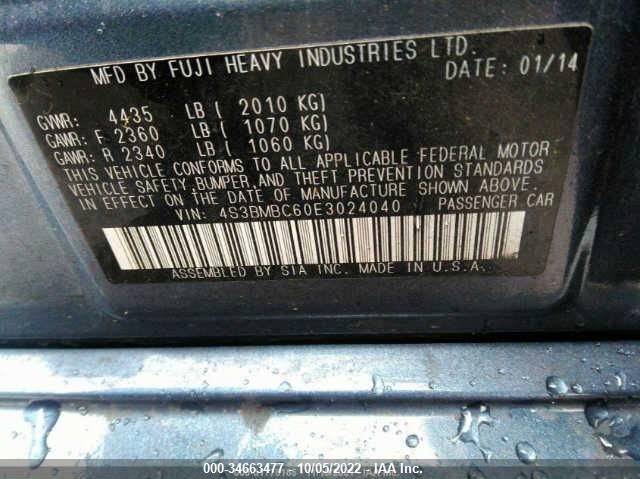 MFD BY FUJI HEAVY INDUSTRIES LTD.
DATE: 01/14
GVWR: 4435 LB ( 2010 KG)
GAWR: F 2360 LB ( 1070 KG)
GAWR: R 2340 LB ( 1060 KG)
THIS VEHICLE CONFORMS TO ALL APPLICABLE FEDERAL MOTOR
VEHICLE SAFETY, BUMPER, AND THEFT PREVENTION STANDARDS
IN EFFECT ON THE DATE OF MANUFACTURE SHOWN ABOVE.
VIN: 4S3BMBC60E3024040 PASSENGER CAR
ASSEMBLED BY SIA INC. MADE IN U.S.A.
000-34663477 - 10/05/2022 - IAA Inc.